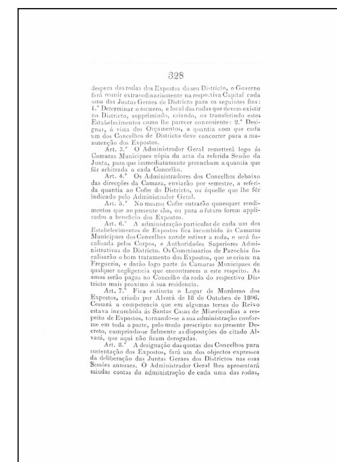 328
despeza das rodas dos Expostos do seu Districto, o Governo
fará reunir extraordinariamente na respectiva Capital cada
uma das Juntas Geraes de Districto para os seguintes fins:
1.º Determinar o numero, e local das rodas que devem existir
no Districto, supprimindo, criando, ou transferindo estes
Estabelecimentos como lhe parecer conveniente: 2.º Desi-
gnar, á vista dos Orçamentos, a quantia com que cada
um dos Concelhos de Districto deve concorrer para a ma-
nutenção dos Expostos.
Art. 3.º O Administrador Geral remetterá logo ás
Camaras Municipaes cópia da acta da referida Sessão da
Junta, para que immediatamente preencham a quantia que
fôr arbitrada a cada Concelho.
Art. 4.º Os Administradores dos Concelhos debaixo
das direcções da Camara, enviarão por semestre, a referi-
da quantia ao Cofre do Districto, ou áquelle que lhe fôr
indicado pelo Administrador Geral.
Art. 5.º No mesmo Cofre entrarão quaesquer rendi-
mentos que ao presente são, ou para o futuro forem appli-
cados a beneficio dos Expostos.
Art. 6.º A administração particular de cada um dos
Estabelecimentos de Expostos fica incumbida ás Camaras
Municipaes dos Concelhos aonde estiver a roda, e será fis-
calisada pelos Corpos, e Authoridades Superiores Admi-
nistrativas do Districto. Os Commissarios de Parochia fis-
calisarão o bom tratamento dos Expostos, que se criam na
Freguezia, e darão logo parte ás Camaras Municipaes de
qualquer negligencia que encontrarem a este respeito. As
amas serão pagas no Concelho da roda do respectivo Dis-
tricto mais proximo á sua residencia.
Art. 7.º Fica extincto o Logar de Mordomo dos
Expostos, criado por Alvará de 18 de Outubro de 1806.
Cessará a competencia que em algumas terras do Reino
estava incumbida ás Santas Casas de Misericordias a res-
peito de Expostos, tornando-se a sua administração confor-
me em toda a parte, pelo modo prescripto no presente De-
creto, cumprindo-se fielmente as disposições do citado Al-
vará, que aqui não ficam derogadas.
Art. 8.º A designação das quotas dos Concelhos para
sustentação dos Expostos, fará um dos objectos expressos
da deliberação das Juntas Geraes dos Districtos nas suas
Sessões annuaes. O Administrador Geral lhes apresentará
miudas contas da administração de cada uma das rodas,